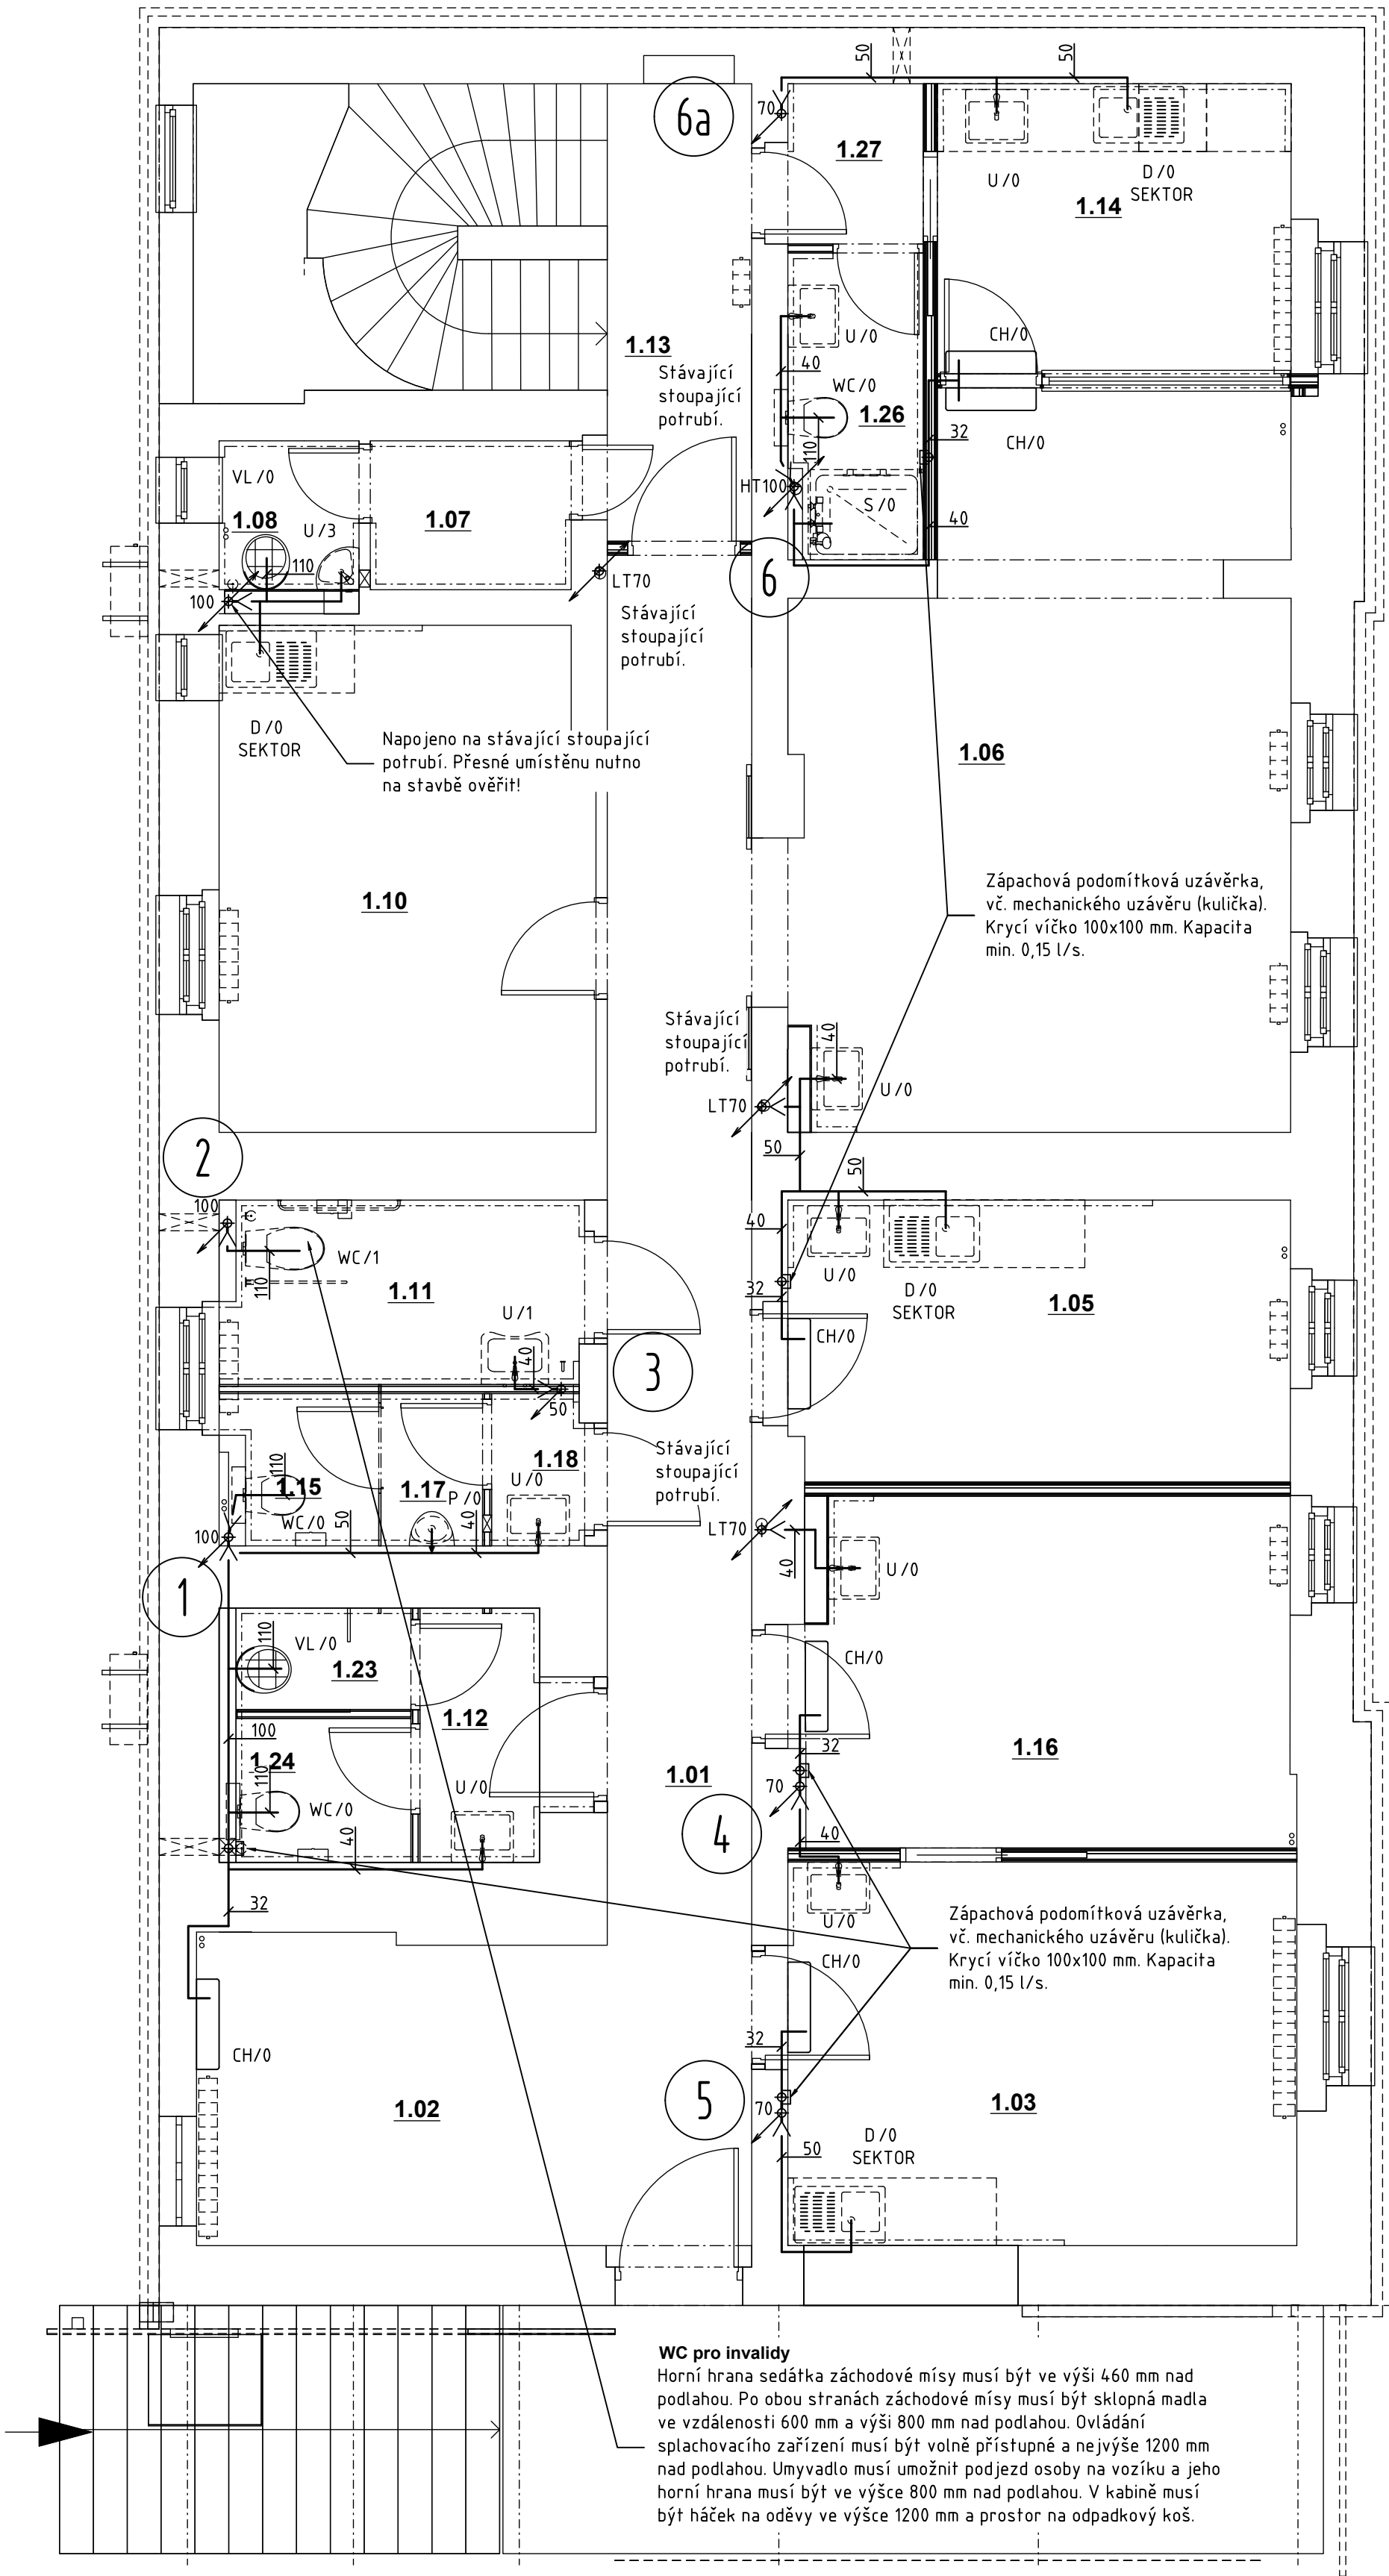 50
50
6a
70
1.27
U/0
D/0
SEKTOR
1.14
U/0
CH/0
1.13
Stávající
stoupající
potrubí.
40
WC/0
1.26
CH/0
32
110
VL/0
HT100
S/0
1.08
U/3
1.07
40
110
LT70
6
100
Stávající
stoupající
potrubí.
D/0
SEKTOR
Napojeno na stávající stoupající
potrubí. Přesné umístěnu nutno
na stavbě ověřit!
1.06
Zápachová podomítková uzávěrka,
vč. mechanického uzávěru (kulička).
Krycí víčko 100x100 mm. Kapacita
min. 0,15 l/s.
1.10
Stávající
stoupající
potrubí.
40
U/0
LT70
2
50
50
100
40
WC/1
110
U/0
32
D/0
SEKTOR
1.11
1.05
U/1
CH/0
40
3
50
Stávající
stoupající
potrubí.
1.18
110
1.15
1.17
P/0
U/0
WC/0
50
40
100
LT70
40
U/0
1
110
VL/0
1.23
CH/0
1.12
100
1.24
110
32
1.16
1.01
U/0
70
WC/0
4
40
40
32
U/0
Zápachová podomítková uzávěrka,
vč. mechanického uzávěru (kulička).
Krycí víčko 100x100 mm. Kapacita
min. 0,15 l/s.
CH/0
32
CH/0
5
1.02
70
1.03
50
D/0
SEKTOR
WC pro invalidy
Horní hrana sedátka záchodové mísy musí být ve výši 460 mm nad
podlahou. Po obou stranách záchodové mísy musí být sklopná madla
ve vzdálenosti 600 mm a výši 800 mm nad podlahou. Ovládání
splachovacího zařízení musí být volně přístupné a nejvýše 1200 mm
nad podlahou. Umyvadlo musí umožnit podjezd osoby na vozíku a jeho
horní hrana musí být ve výšce 800 mm nad podlahou. V kabině musí
být háček na oděvy ve výšce 1200 mm a prostor na odpadkový koš.